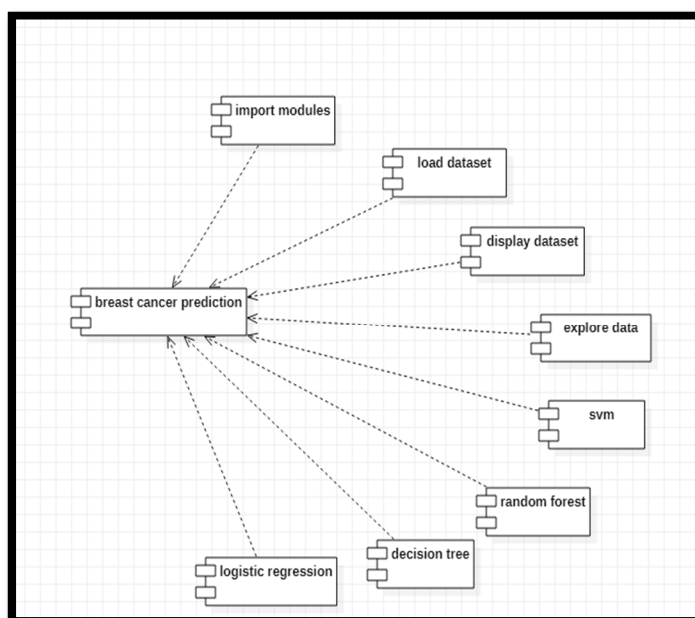 import modules
load dataset
display dataset
breast cancer prediction
explore data
svm
random forest
decision tree
logistic regression